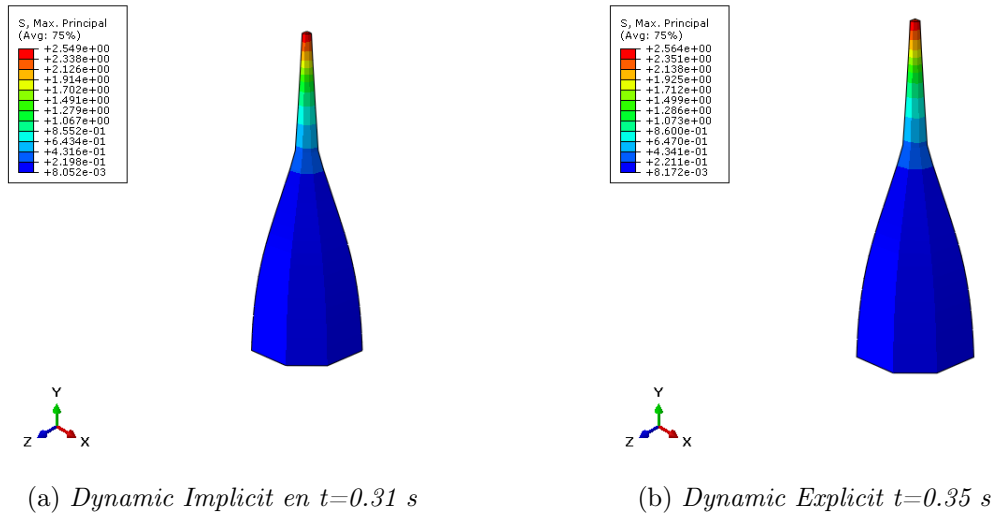 S, Max. Principal
(Avg: 75%)
+2.549e+00
+2.338e+00
+2.126e+00
+1.914e+00
+1.702e+00
+1.491e+00
+1.279e+00
+1.067e+00
+8.552e-01
+6.434e-01
+4.316e-01
+2.198e-01
+8.052e-03
Y
Z
X
S, Max. Principal
(Avg: 75%)
+2.564e+00
+2.351e+00
+2.138e+00
+1.925e+00
+1.712e+00
+1.499e+00
+1.286e+00
+1.073e+00
+8.600e-01
+6.470e-01
+4.341e-01
+2.211e-01
+8.172e-03
Y
Z
X
(a) Dynamic Implicit en t=0.31 s
(b) Dynamic Explicit t=0.35 s